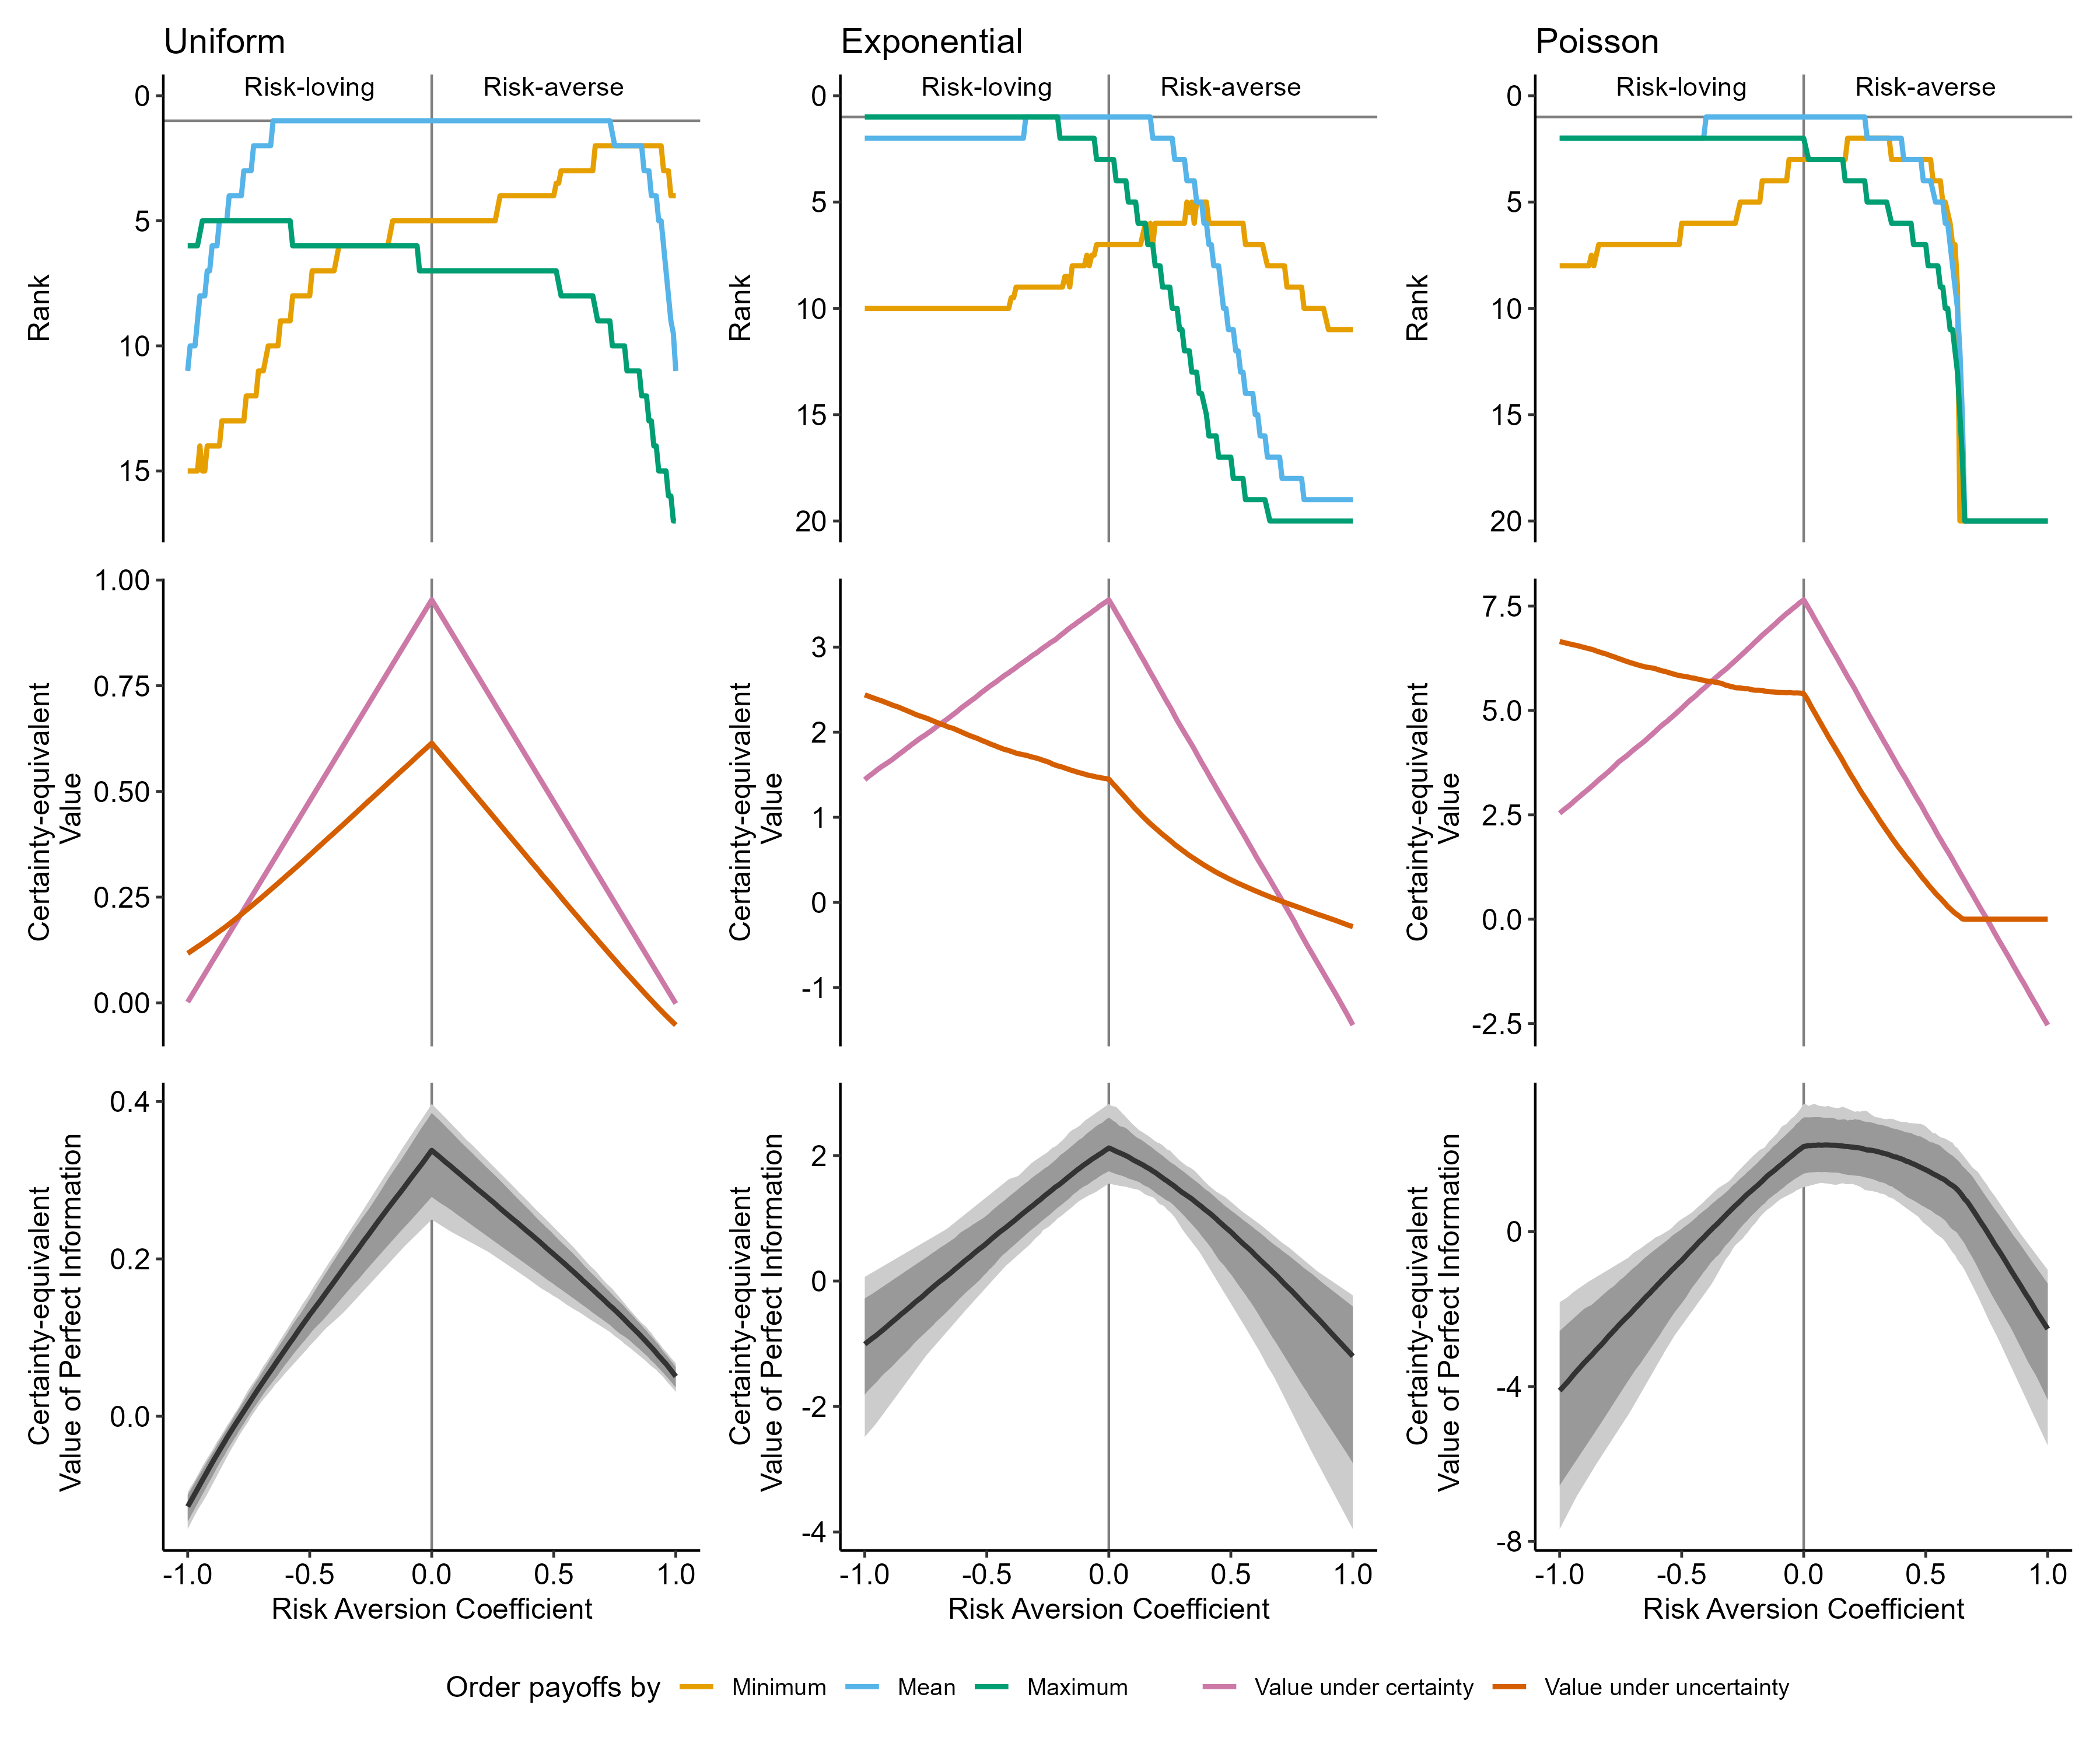 Uniform
Exponential
Poisson
Risk-loving
Risk-averse
Risk-loving
Risk-averse
Risk-loving
Risk-averse
Rank
0
5
10
15
Rank
0
5
10
15
20
Rank
0
5
10
15
20
Certainty-equivalent
Value
1.00
0.75
0.50
0.25
0.00
Certainty-equivalent
Value
3
2
1
0
-1
Certainty-equivalent
Value
7.5
5.0
2.5
0.0
-2.5
Certainty-equivalent
Value of Perfect Information
0.4
0.2
0.0
Certainty-equivalent
Value of Perfect Information
2
0
-2
-4
Certainty-equivalent
Value of Perfect Information
0
-4
-8
-1.0 -0.5 0.0 0.5 1.0
-1.0 -0.5 0.0 0.5 1.0
-1.0 -0.5 0.0 0.5 1.0
Risk Aversion Coefficient
Risk Aversion Coefficient
Risk Aversion Coefficient
Order payoffs by Minimum Mean Maximum Value under certainty Value under uncertainty